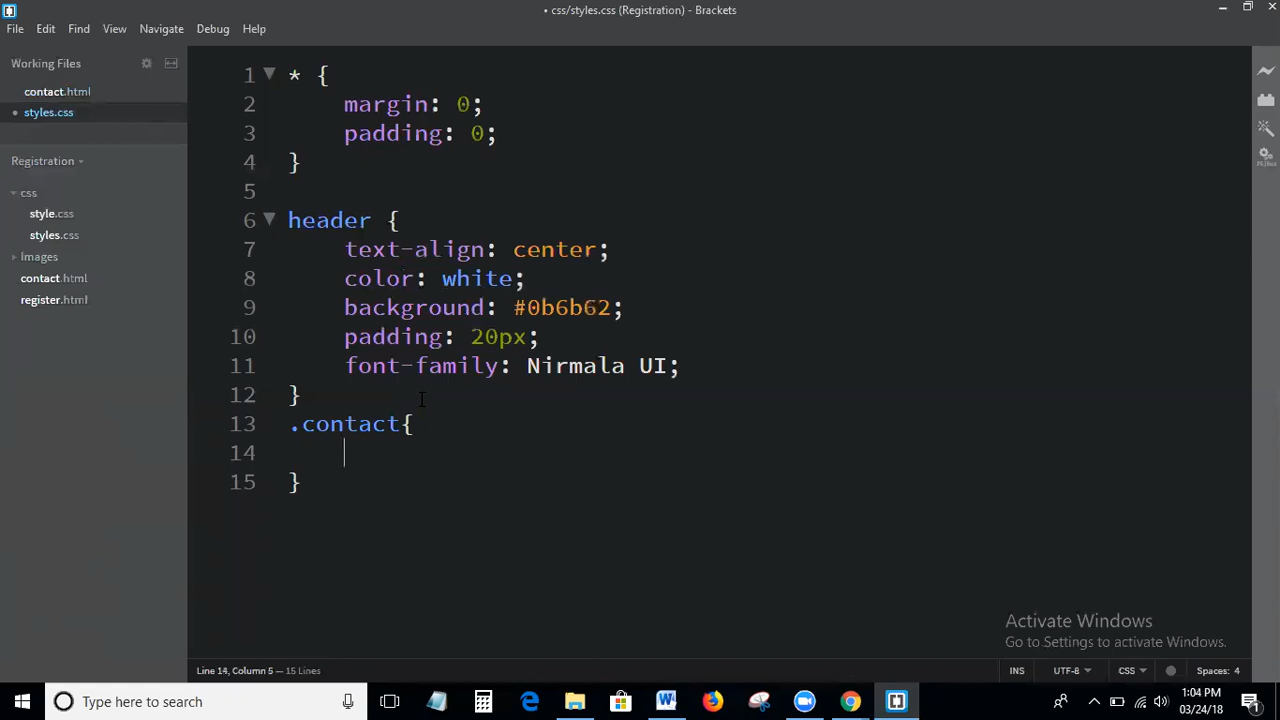 • css/styles.css (Registration) - Brackets
File Edit Find View Navigate Debug Help
Working Files
contact.html
• styles.css
Registration
css
style.css
styles.css
Images
contact.html
register.html
1 * {
2 margin: 0;
3 padding: 0;
4 }
5
6 header {
7 text-align: center;
8 color: white;
9 background: #0b6b62;
10 padding: 20px;
11 font-family: Nirmala UI;
12 }
13 .contact{
14
15 }
Activate Windows
Go to Settings to activate Windows.
Line 14, Column 5 — 15 Lines
INS UTF-8 CSS Spaces: 4
Type here to search
1:04 PM
03/24/18